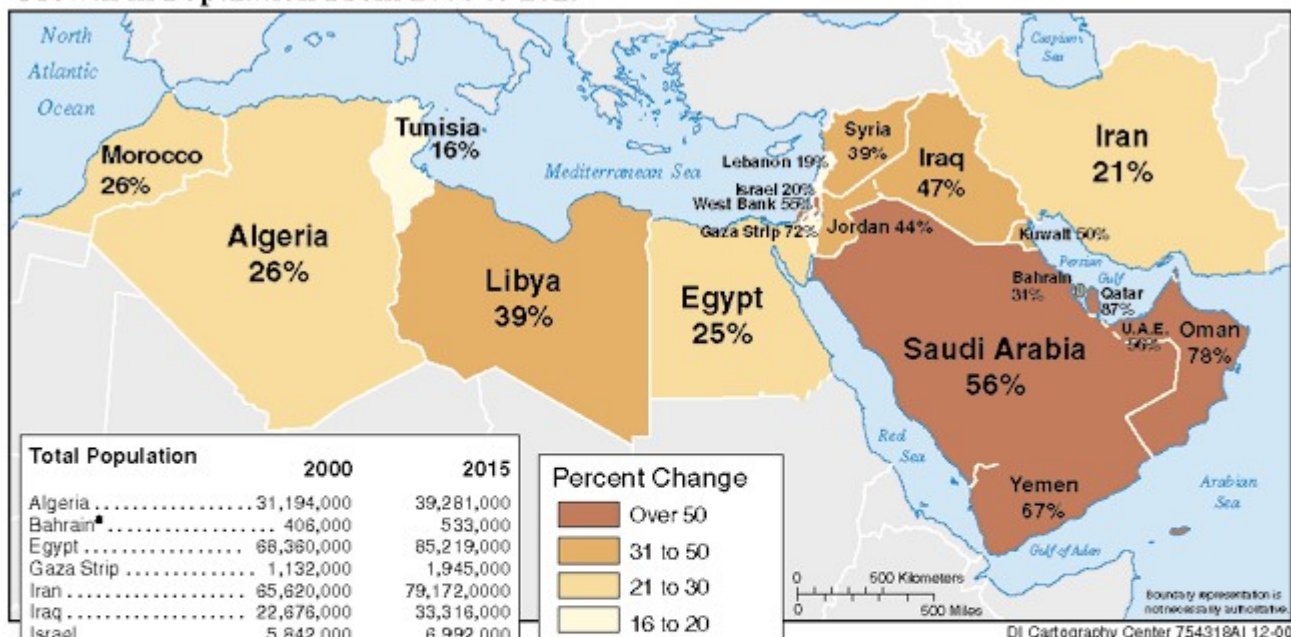 North
Atlantic
Ocean
Caspian
Sea
Tunisia
16%
Morocco
26%
Algeria
26%
Libya
39%
Mediterranean Sea
Egypt
25%
Syria
39%
Lebanon 19%
Israel 20%
West Bank 55%
Gaza Strip 72%
Jordan 44%
Iraq
47%
Iran
21%
Kuwait 50%
Persian
Gulf
Bahrain
31%
Qatar
87%
U.A.E.
Oman
78%
Saudi Arabia
56%
Yemen
67%
Red
Sea
Arabian
Sea
Gulf of Aden
Total Population
2000 2015
Algeria ................... 31,194,000 39,281,000
Bahrain ª ................... 406,000 533,000
Egypt ................. 68,360,000 85,219,000
Gaza Strip ............. 1,132,000 1,945,000
Iran .................... 65,620,000 79,172,0000
Iraq .................... 22,676,000 33,316,000
Israel 5,842,000 6,992,000
Percent Change
Over 50
31 to 50
21 to 30
16 to 20
0 500 Kilometers
0 500 Miles
Boundary representation is
not necessarily authoritative.
DI Cartography Center 754318AI 12-00